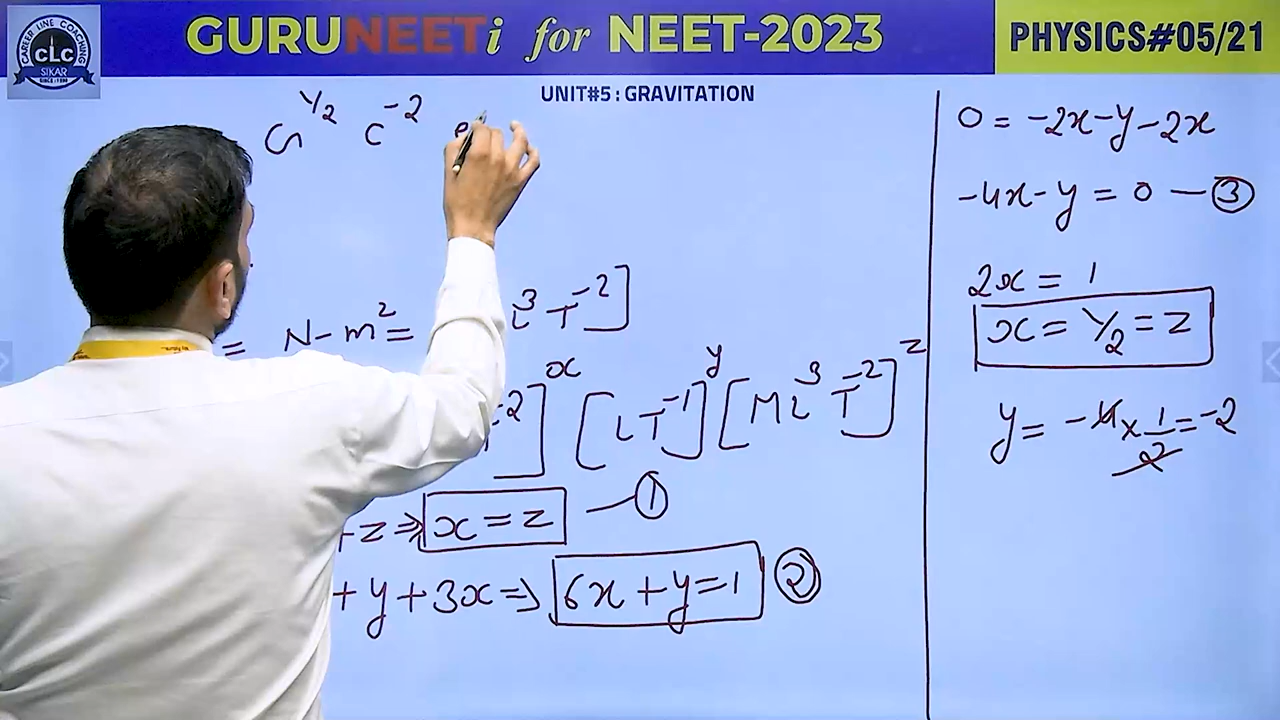 CAREER LINE COACHING
CLC
SIKAR
GURUNEETi for NEET-2023
PHYSICS#05/21
UNIT#5 : GRAVITATION
G^1/2 C^-2 e
= N-m^2 = L^3 T^-2]
^-2]^x [LT^-1]^y [ML^3 T^-2]^z
+z ⇒ x = z — ①
+ y + 3x ⇒ 6x + y = 1 ②
0 = -2x - y - 2x
-4x - y = 0 — ③
2x = 1
x = 1/2 = z
y = -4 × 1/2 = -2